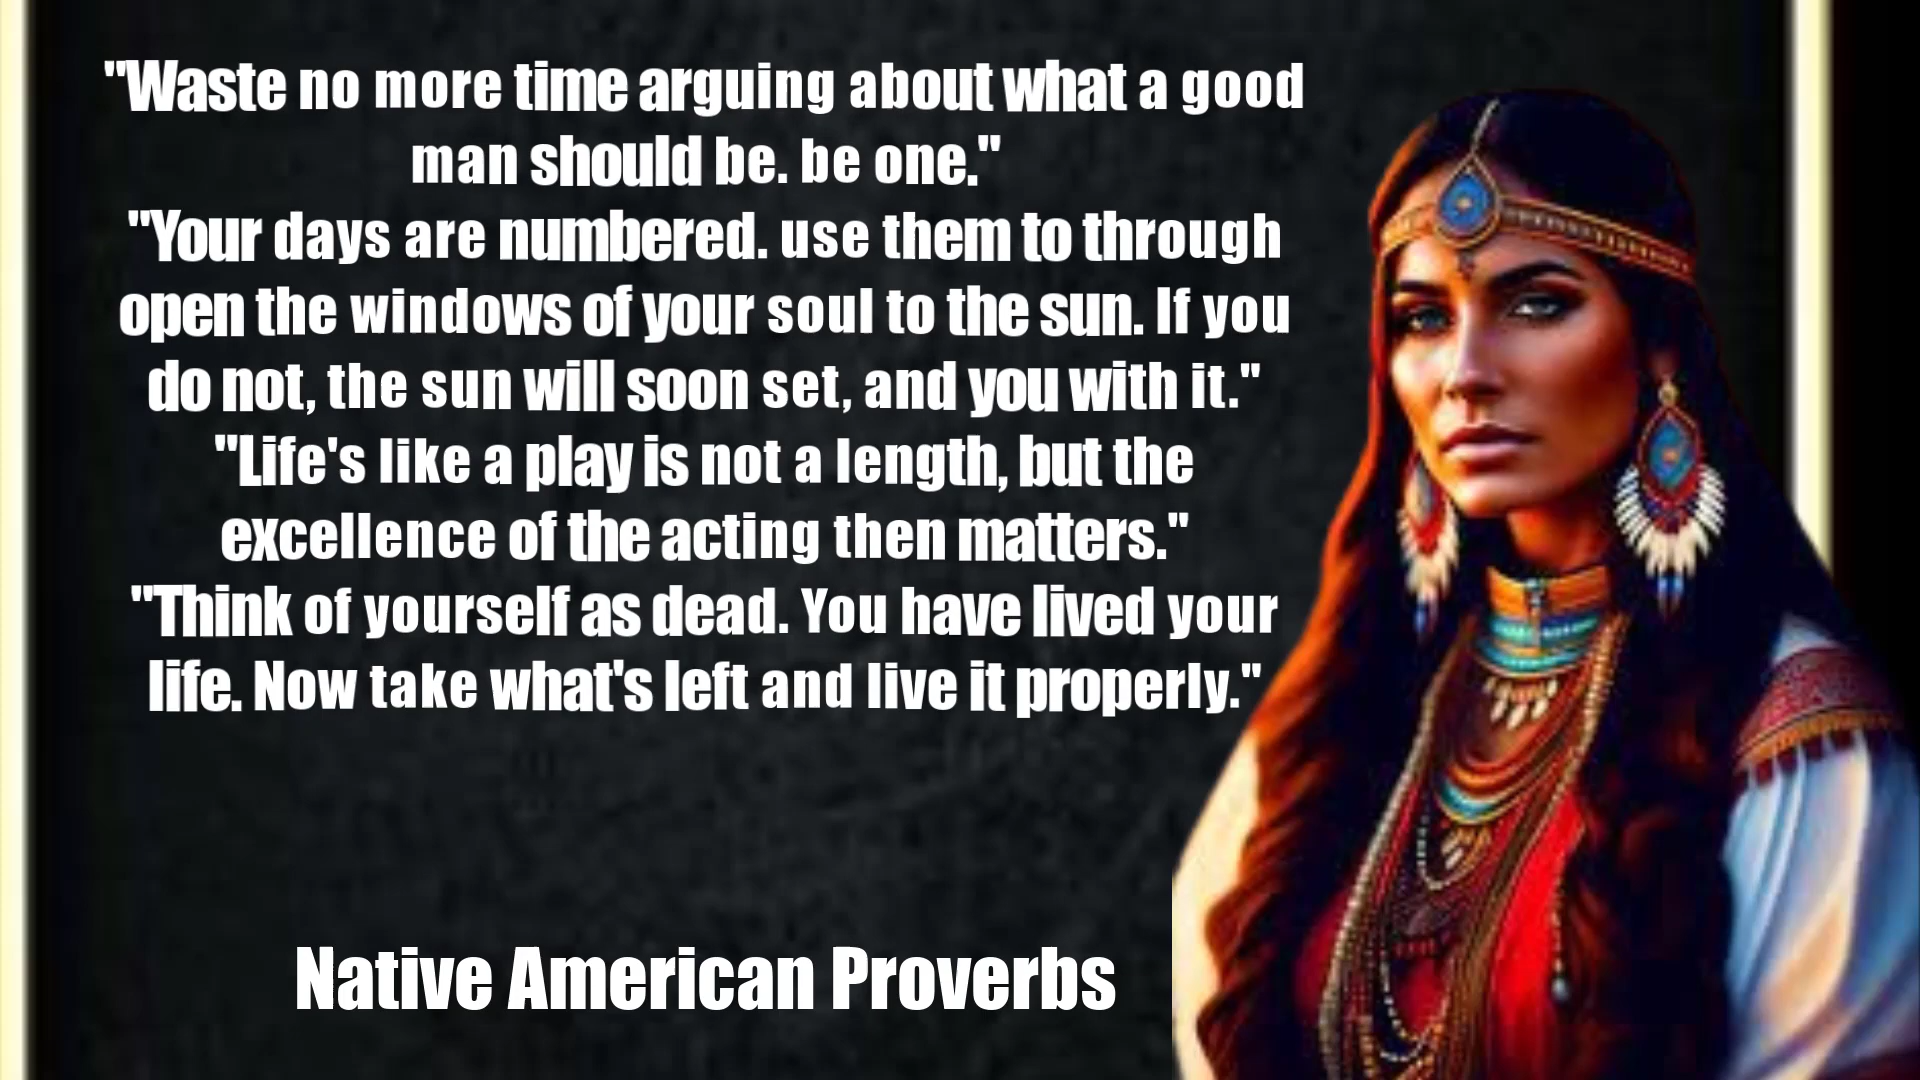 "Waste no more time arguing about what a good
man should be. be one."
"Your days are numbered. use them to through
open the windows of your soul to the sun. If you
do not, the sun will soon set, and you with it."
"Life's like a play is not a length, but the
excellence of the acting then matters."
"Think of yourself as dead. You have lived your
life. Now take what's left and live it properly."
Native American Proverbs